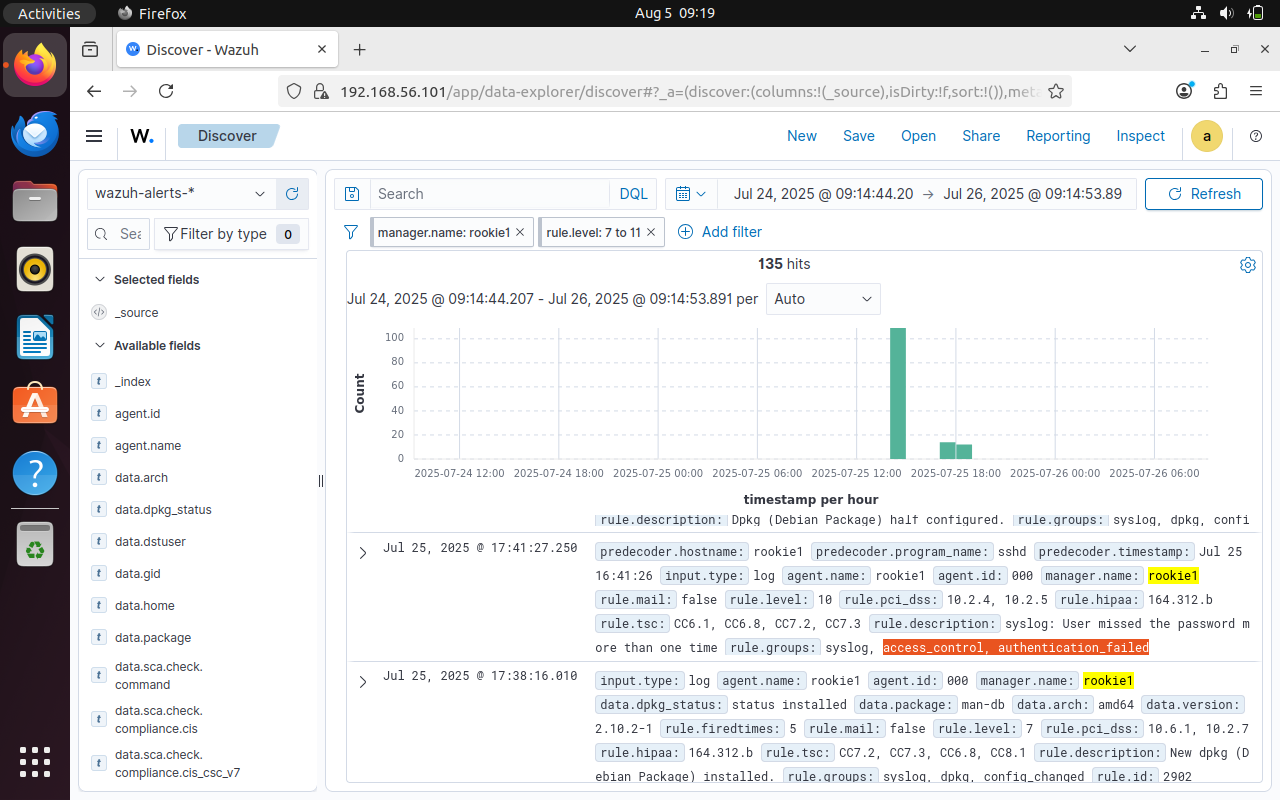 Activities
Firefox
Aug 5 09:19
Discover - Wazuh
192.168.56.101/app/data-explorer/discover#?_a=(discover:(columns:!(_source),isDirty:!f,sort:!()),meta
W.
Discover
New
Save
Open
Share
Reporting
Inspect
a
wazuh-alerts-*
Search
DQL
Jul 24, 2025 @ 09:14:44.20 → Jul 26, 2025 @ 09:14:53.89
Refresh
Sea
Filter by type 0
manager.name: rookie1
rule.level: 7 to 11
Add filter
Selected fields
_source
Available fields
_index
agent.id
agent.name
data.arch
data.dpkg_status
data.dstuser
data.gid
data.home
data.package
data.sca.check.
command
data.sca.check.
compliance.cis
data.sca.check.
compliance.cis_csc_v7
135 hits
Jul 24, 2025 @ 09:14:44.207 - Jul 26, 2025 @ 09:14:53.891 per
Auto
Count
100
80
60
40
20
0
2025-07-24 12:00
2025-07-24 18:00
2025-07-25 00:00
2025-07-25 06:00
2025-07-25 12:00
2025-07-25 18:00
2025-07-26 00:00
2025-07-26 06:00
timestamp per hour
rule.description: Dpkg (Debian Package) half configured. rule.groups: syslog, dpkg, confi
Jul 25, 2025 @ 17:41:27.250
predecoder.hostname: rookie1 predecoder.program_name: sshd predecoder.timestamp: Jul 25
16:41:26 input.type: log agent.name: rookie1 agent.id: 000 manager.name: rookie1
rule.mail: false rule.level: 10 rule.pci_dss: 10.2.4, 10.2.5 rule.hipaa: 164.312.b
rule.tsc: CC6.1, CC6.8, CC7.2, CC7.3 rule.description: syslog: User missed the password m
ore than one time rule.groups: syslog, access_control, authentication_failed
Jul 25, 2025 @ 17:38:16.010
input.type: log agent.name: rookie1 agent.id: 000 manager.name: rookie1
data.dpkg_status: status installed data.package: man-db data.arch: amd64 data.version:
2.10.2-1 rule.firedtimes: 5 rule.mail: false rule.level: 7 rule.pci_dss: 10.6.1, 10.2.7
rule.hipaa: 164.312.b rule.tsc: CC7.2, CC7.3, CC6.8, CC8.1 rule.description: New dpkg (D
ebian Package) installed. rule.groups: syslog, dpkg, config_changed rule.id: 2902